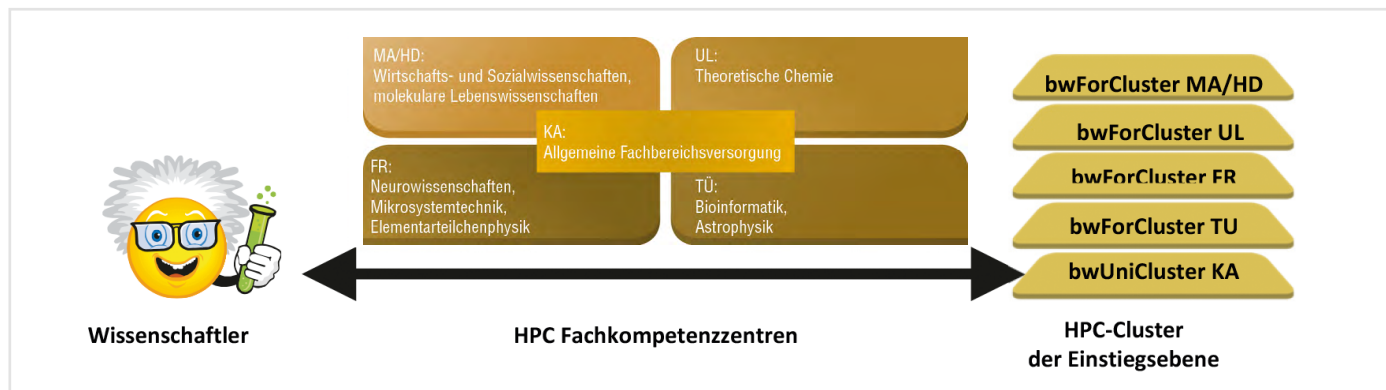 MA/HD:
Wirtschafts- und Sozialwissenschaften,
molekulare Lebenswissenschaften
UL:
Theoretische Chemie
KA:
Allgemeine Fachbereichsversorgung
FR:
Neurowissenschaften,
Mikrosystemtechnik,
Elementarteilchenphysik
TÜ:
Bioinformatik,
Astrophysik
bwForCluster MA/HD
bwForCluster UL
bwForCluster FR
bwForCluster TU
bwUniCluster KA
Wissenschaftler
HPC Fachkompetenzzentren
HPC-Cluster
der Einstiegsebene